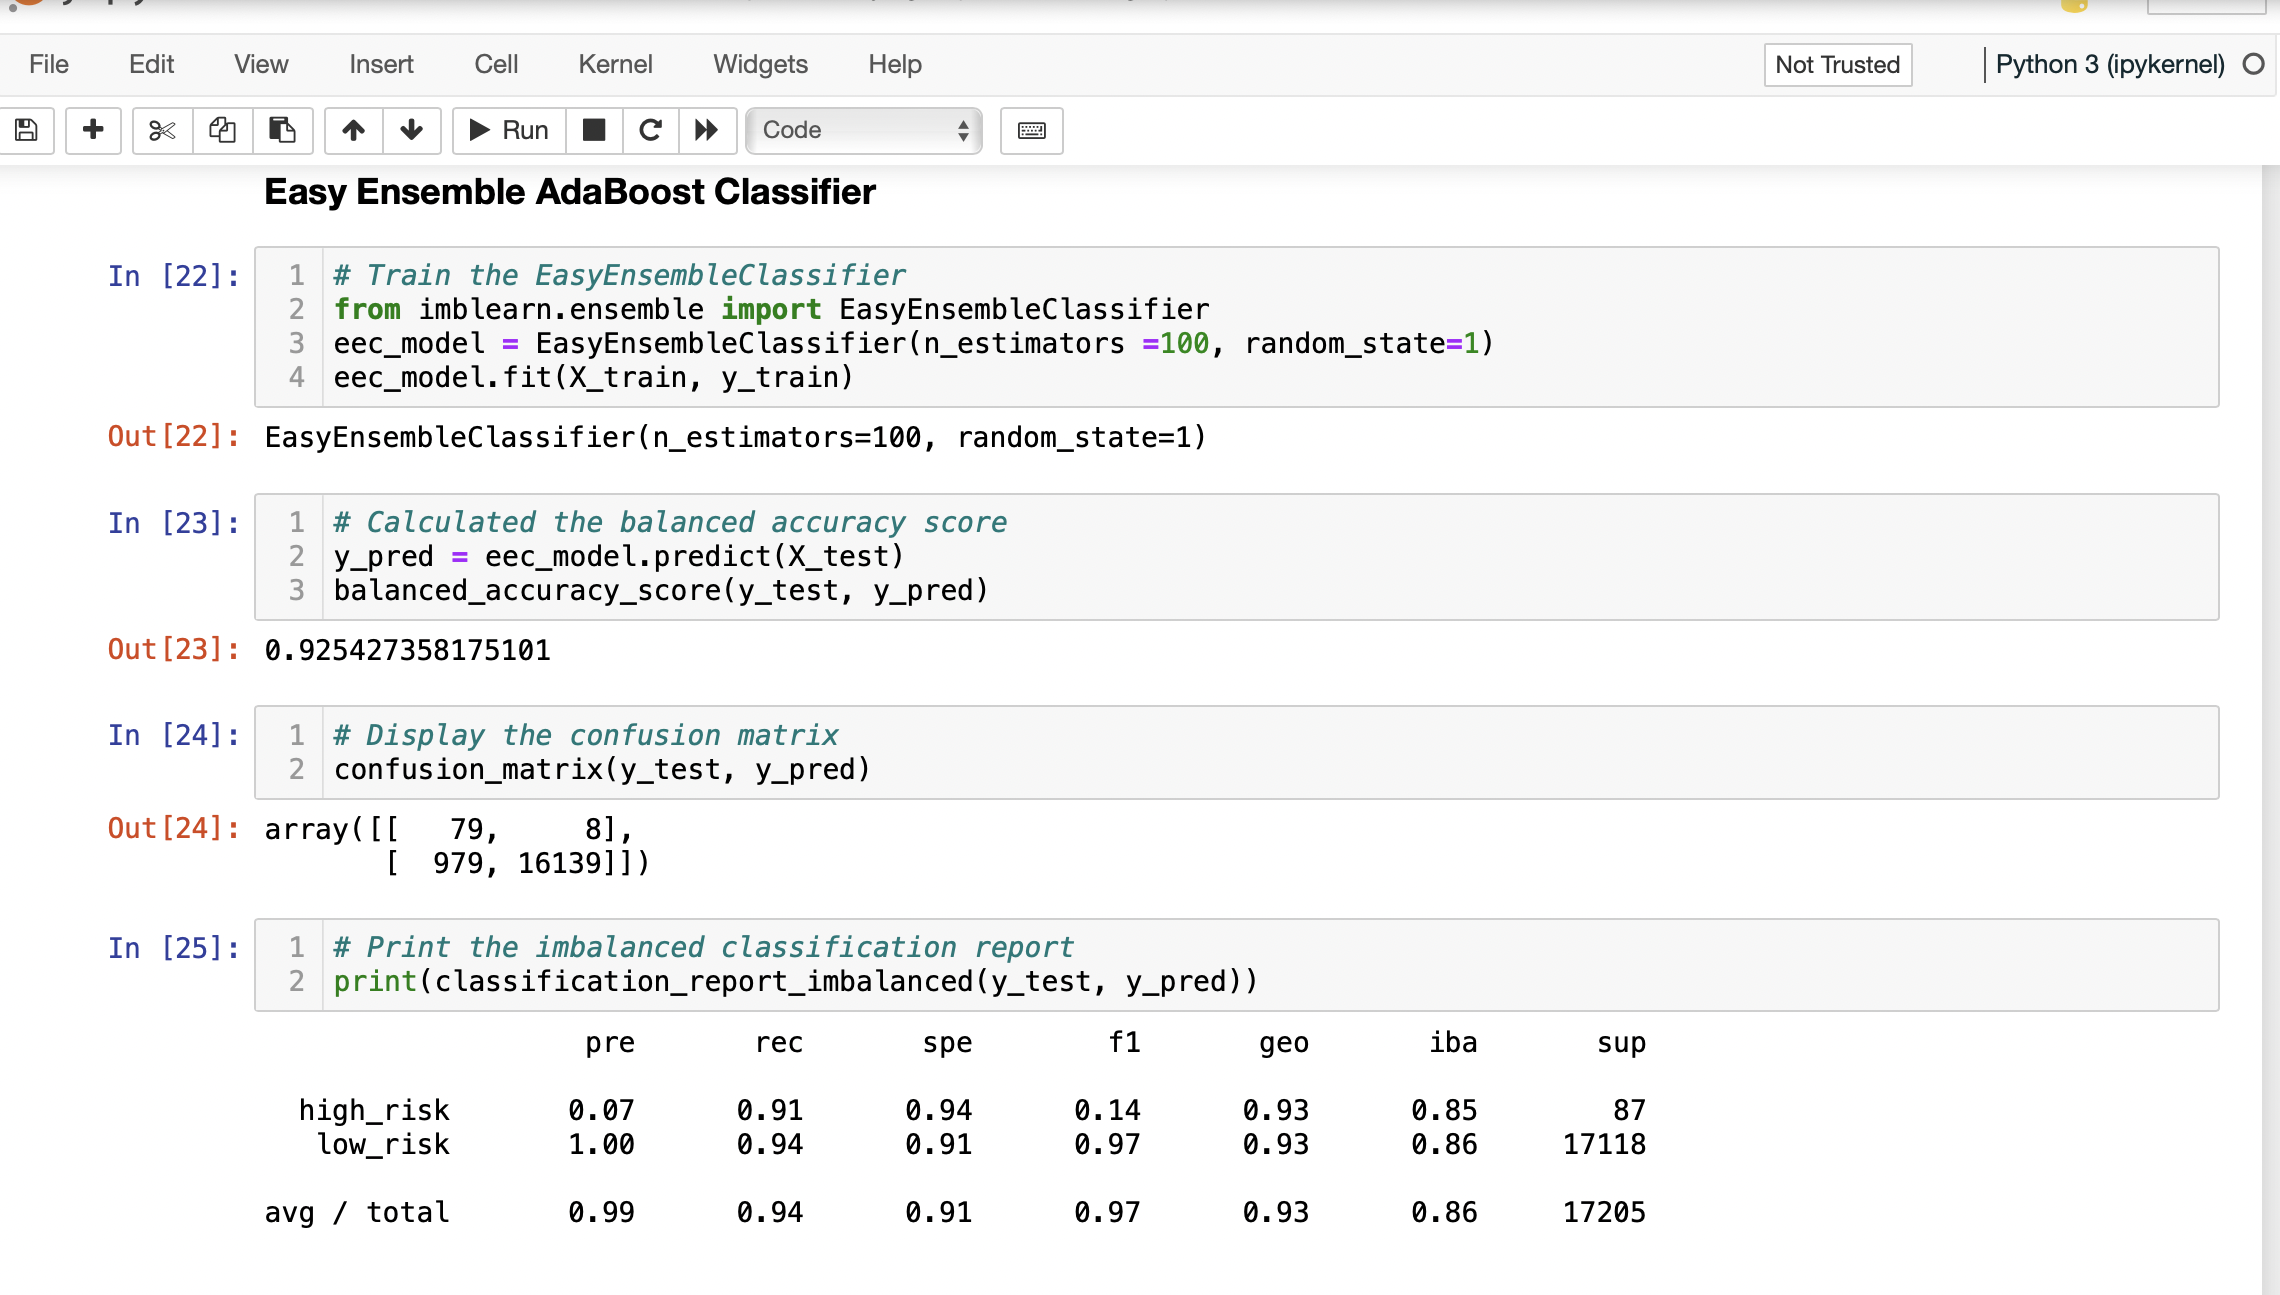 File Edit View Insert Cell Kernel Widgets Help Not Trusted Python 3 (ipykernel)
Run Code
Easy Ensemble AdaBoost Classifier
In [22]: 1 # Train the EasyEnsembleClassifier
2 from imblearn.ensemble import EasyEnsembleClassifier
3 eec_model = EasyEnsembleClassifier(n_estimators =100, random_state=1)
4 eec_model.fit(X_train, y_train)
Out[22]: EasyEnsembleClassifier(n_estimators=100, random_state=1)
In [23]: 1 # Calculated the balanced accuracy score
2 y_pred = eec_model.predict(X_test)
3 balanced_accuracy_score(y_test, y_pred)
Out[23]: 0.925427358175101
In [24]: 1 # Display the confusion matrix
2 confusion_matrix(y_test, y_pred)
Out[24]: array([[   79,     8],
[  979, 16139]])
In [25]: 1 # Print the imbalanced classification report
2 print(classification_report_imbalanced(y_test, y_pred))
pre rec spe f1 geo iba sup
high_risk 0.07 0.91 0.94 0.14 0.93 0.85 87
low_risk 1.00 0.94 0.91 0.97 0.93 0.86 17118
avg / total 0.99 0.94 0.91 0.97 0.93 0.86 17205